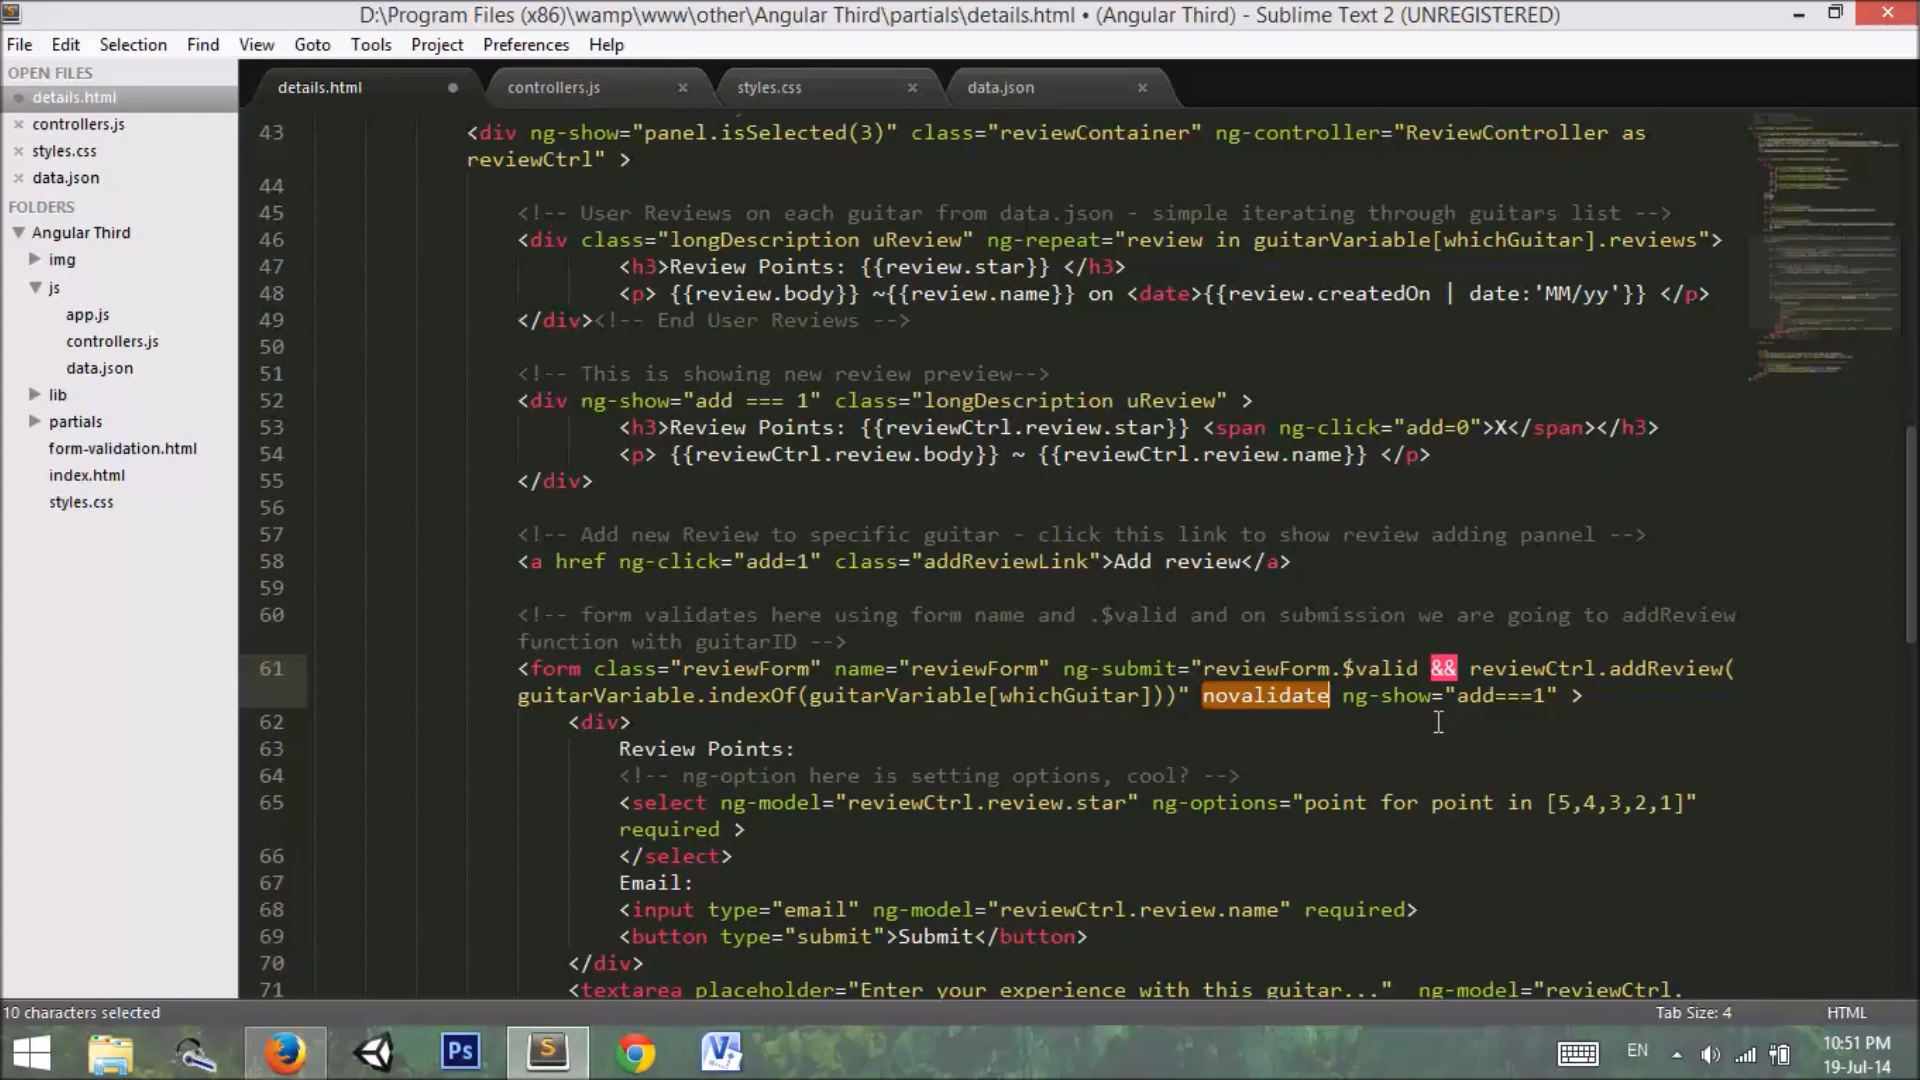 D:\Program Files (x86)\wamp\www\other\Angular Third\partials\details.html • (Angular Third) - Sublime Text 2 (UNREGISTERED)
File Edit Selection Find View Goto Tools Project Preferences Help
OPEN FILES
details.html
controllers.js
styles.css
data.json
FOLDERS
Angular Third
img
js
app.js
controllers.js
data.json
lib
partials
form-validation.html
index.html
styles.css
details.html controllers.js styles.css data.json
43 <div ng-show="panel.isSelected(3)" class="reviewContainer" ng-controller="ReviewController as
reviewCtrl" >
44
45 <!-- User Reviews on each guitar from data.json - simple iterating through guitars list -->
46 <div class="longDescription uReview" ng-repeat="review in guitarVariable[whichGuitar].reviews">
47 <h3>Review Points: {{review.star}} </h3>
48 <p> {{review.body}} ~{{review.name}} on <date>{{review.createdOn | date:'MM/yy'}} </p>
49 </div><!-- End User Reviews -->
50
51 <!-- This is showing new review preview-->
52 <div ng-show="add === 1" class="longDescription uReview" >
53 <h3>Review Points: {{reviewCtrl.review.star}} <span ng-click="add=0">X</span></h3>
54 <p> {{reviewCtrl.review.body}} ~ {{reviewCtrl.review.name}} </p>
55 </div>
56
57 <!-- Add new Review to specific guitar - click this link to show review adding pannel -->
58 <a href ng-click="add=1" class="addReviewLink">Add review</a>
59
60 <!-- form validates here using form name and .$valid and on submission we are going to addReview
function with guitarID -->
61 <form class="reviewForm" name="reviewForm" ng-submit="reviewForm.$valid && reviewCtrl.addReview(
guitarVariable.indexOf(guitarVariable[whichGuitar]))" novalidate ng-show="add===1" >
62 <div>
63 Review Points:
64 <!-- ng-option here is setting options, cool? -->
65 <select ng-model="reviewCtrl.review.star" ng-options="point for point in [5,4,3,2,1]"
required >
66 </select>
67 Email:
68 <input type="email" ng-model="reviewCtrl.review.name" required>
69 <button type="submit">Submit</button>
70 </div>
71 <textarea placeholder="Enter your experience with this guitar..." ng-model="reviewCtrl.
10 characters selected Tab Size: 4 HTML
Ps
EN
10:51 PM
19-Jul-14